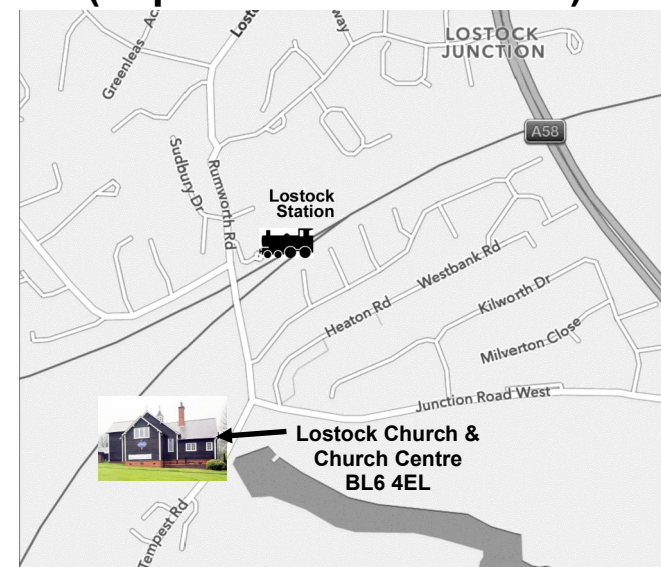 LOSTOCK
JUNCTION
Greenleas
A58
Sudbury Dr
Rumworth Rd
Lostock
Station
Westbank Rd
Heaton Rd
Kilworth Dr
Milverton Close
Junction Road West
Lostock Church &
Church Centre
BL6 4EL
Tempest Rd